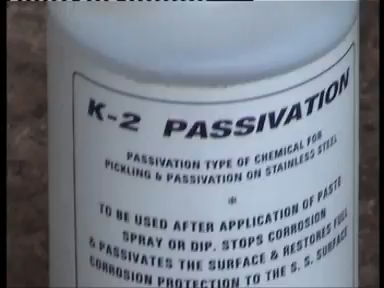 K-2 PASSIVATION
PASSIVATION TYPE OF CHEMICAL FOR
PICKLING & PASSIVATION ON STAINLESS STEEL
*
TO BE USED AFTER APPLICATION OF PASTE
SPRAY OR DIP. STOPS CORROSION
& PASSIVATES THE SURFACE & RESTORES FULL
CORROSION PROTECTION TO THE S. S. SURFACE